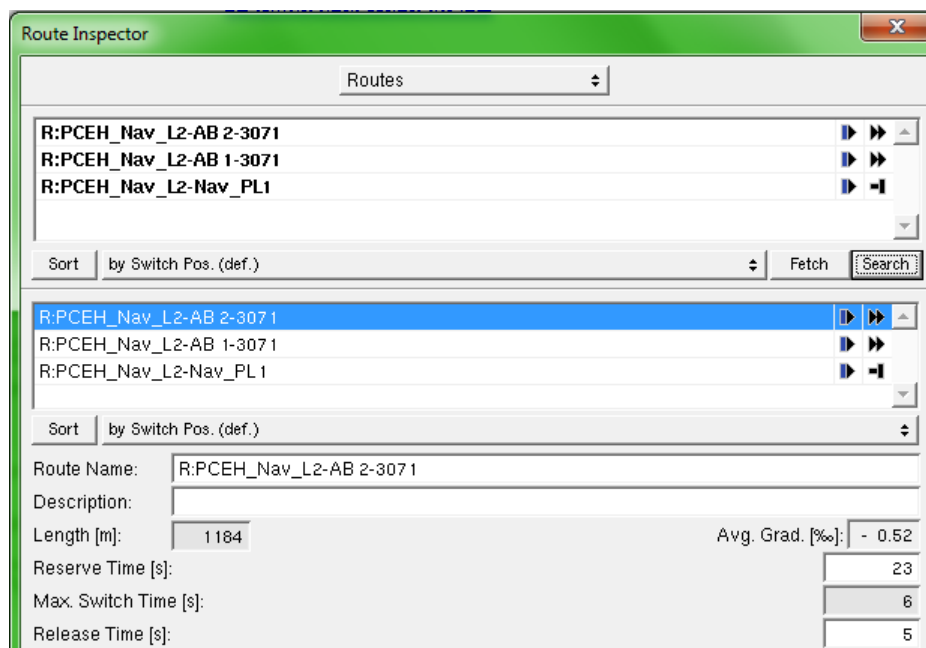 Route Inspector
Routes
R:PCEH_Nav_L2-AB 2-3071
R:PCEH_Nav_L2-AB 1-3071
R:PCEH_Nav_L2-Nav_PL1
Sort by Switch Pos. (def.) Fetch Search
R:PCEH_Nav_L2-AB 2-3071
R:PCEH_Nav_L2-AB 1-3071
R:PCEH_Nav_L2-Nav_PL1
Sort by Switch Pos. (def.)
Route Name: R:PCEH_Nav_L2-AB 2-3071
Description:
Length [m]: 1184 Avg. Grad. [‰]: - 0.52
Reserve Time [s]: 23
Max. Switch Time [s]: 6
Release Time [s]: 5